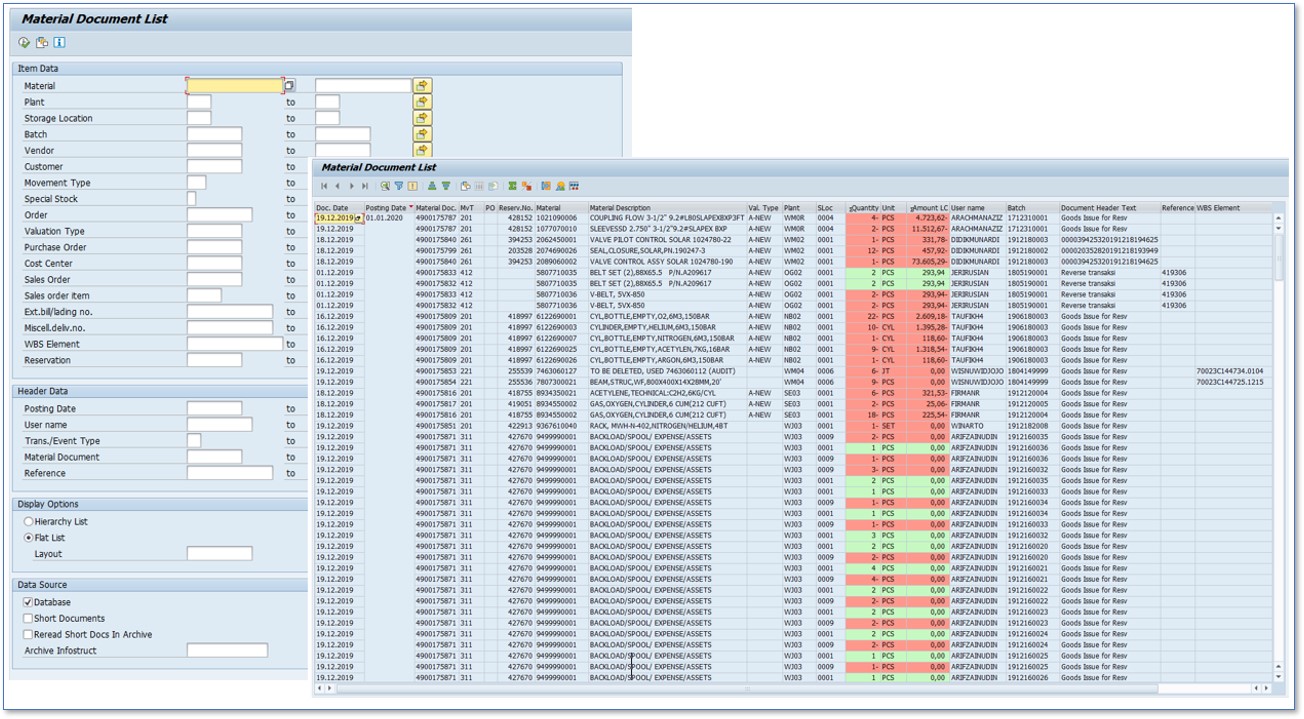 Material Document List
Item Data
Material
Plant to
Storage Location to
Batch to
Vendor to
Customer to
Movement Type to
Special Stock to
Order to
Valuation Type to
Purchase Order to
Cost Center to
Sales Order to
Sales order item to
Ext.bil/lading no. to
Miscell.deliv.no. to
WBS Element to
Reservation to
Header Data
Posting Date to
User name to
Trans./Event Type to
Material Document to
Reference to
Display Options
Hierarchy List
Flat List
Layout
Data Source
Database
Short Documents
Reread Short Docs In Archive
Archive Infostruct
Material Document List
Doc. Date Posting Date Material Doc. MvT PO Reserv.No. Material Material Description Val. Type Plant SLoc Quantity Unit Amount LC User name Batch Document Header Text Reference WBS Element
19.12.2019 01.01.2020 4900175787 201 428152 1021090006 COUPLING FLOW 3-1/2" 9.2#L80SLAPEXBXP3FT A-NEW WM0R 0004 4- PCS 4.723,62- ARACHMANAZIZ 1712310001 Goods Issue for Resv
19.12.2019 4900175787 201 428152 1077070010 SLEEVESSD 2.750" 3-1/2"9.2#SLAPEX BXP A-NEW WM0R 0004 2- PCS 11.512,67- ARACHMANAZIZ 1712310001 Goods Issue for Resv
18.12.2019 4900175840 261 394253 2062450001 VALVE PILOT CONTROL SOLAR 1024780-22 A-NEW WM02 0001 1- PCS 331,78- DIDIKMUNARDI 1912180003 000039425320191218194625
18.12.2019 4900175799 261 203528 2074690026 SEAL,CLOSURE,SOLAR,PN.190247-3 A-NEW WM02 0001 12- PCS 457,92- DIDIKMUNARDI 1912180002 000020352820191218193949
18.12.2019 4900175840 261 394253 2089060002 VALVE CONTROL ASSY SOLAR 1024780-190 A-NEW WM02 0001 1- PCS 73.605,29- DIDIKMUNARDI 1912180003 000039425320191218194625
01.12.2019 4900175833 412 5807710035 BELT SET (2),88X65.5 P/N.A209617 A-NEW OG02 0001 2 PCS 293,94 JERIRUSIAN 1805190001 Reverse transaksi 419306
01.12.2019 4900175832 412 5807710035 BELT SET (2),88X65.5 P/N.A209617 A-NEW OG02 0001 2 PCS 293,94 JERIRUSIAN 1805190001 Reverse transaksi 419306
01.12.2019 4900175833 412 5807710036 V-BELT, 5VX-850 A-NEW OG02 0001 2- PCS 293,94- JERIRUSIAN 1805190001 Reverse transaksi 419306
01.12.2019 4900175832 412 5807710036 V-BELT, 5VX-850 A-NEW OG02 0001 2- PCS 293,94- JERIRUSIAN 1805190001 Reverse transaksi 419306
16.12.2019 4900175809 201 418997 6122690001 CYL,BOTTLE,EMPTY,O2,6M3,150BAR A-NEW NB02 0001 22- PCS 2.609,18- TAUFIKH4 1906180003 Goods Issue for Resv
16.12.2019 4900175809 201 418997 6122690003 CYLINDER,EMPTY,HELIUM,6M3,150BAR A-NEW NB02 0001 10- CYL 1.395,28- TAUFIKH4 1906180003 Goods Issue for Resv
16.12.2019 4900175809 201 418997 6122690007 CYL,BOTTLE,EMPTY,NITROGEN,6M3,150BAR A-NEW NB02 0001 1- CYL 118,60- TAUFIKH4 1906180003 Goods Issue for Resv
16.12.2019 4900175809 201 418997 6122690025 CYL,BOTTLE,EMPTY,ACETYLEN,7KG,16BAR A-NEW NB02 0001 9- CYL 1.318,54- TAUFIKH4 1906180003 Goods Issue for Resv
16.12.2019 4900175809 201 418997 6122690026 CYL,BOTTLE,EMPTY,ARGON,6M3,150BAR A-NEW NB02 0001 1- CYL 118,60- TAUFIKH4 1906180003 Goods Issue for Resv
19.12.2019 4900175853 221 255539 7463060127 TO BE DELETED, USED 7463060112 (AUDIT) WM04 0006 6- JT 0,00 WISNUWIDJOJO 1804149999 Goods Issue for Resv 70023C144734.0104
19.12.2019 4900175854 221 255536 7807300021 BEAM,STRUC,WF,800X400X14X28MM,20' WM04 0006 9- PCS 0,00 WISNUWIDJOJO 1804149999 Goods Issue for Resv 70023C144725.1215
18.12.2019 4900175816 201 418755 8934350021 ACETYLENE,TECHNICAL:C2H2,6KG/CYL A-NEW SE03 0001 6- PCS 321,53- FIRMANR 1912120004 Goods Issue for Resv
18.12.2019 4900175817 201 419051 8934550002 GAS,OXYGEN,CYLINDER,6 CUM(212 CUFT) A-NEW SE03 0001 2- PCS 25,06- FIRMANR 1912120005 Goods Issue for Resv
18.12.2019 4900175816 201 418755 8934550002 GAS,OXYGEN,CYLINDER,6 CUM(212 CUFT) A-NEW SE03 0001 18- PCS 225,54- FIRMANR 1912120004 Goods Issue for Resv
19.12.2019 4900175851 201 422913 9367610040 RACK, MWH-N-402,NITROGEN/HELIUM,4BT WJ03 0001 1- SET 0,00 WINARTO 1912182008 Goods Issue for Resv
19.12.2019 4900175871 311 427670 9499990001 BACKLOAD/SPOOL/ EXPENSE/ASSETS WJ03 0009 2- PCS 0,00 ARIFZAINUDIN 1912160035 Goods Issue for Resv
19.12.2019 4900175871 311 427670 9499990001 BACKLOAD/SPOOL/ EXPENSE/ASSETS WJ03 0001 1 PCS 0,00 ARIFZAINUDIN 1912160036 Goods Issue for Resv
19.12.2019 4900175871 311 427670 9499990001 BACKLOAD/SPOOL/ EXPENSE/ASSETS WJ03 0009 1- PCS 0,00 ARIFZAINUDIN 1912160036 Goods Issue for Resv
19.12.2019 4900175871 311 427670 9499990001 BACKLOAD/SPOOL/ EXPENSE/ASSETS WJ03 0009 3- PCS 0,00 ARIFZAINUDIN 1912160032 Goods Issue for Resv
19.12.2019 4900175871 311 427670 9499990001 BACKLOAD/SPOOL/ EXPENSE/ASSETS WJ03 0001 2 PCS 0,00 ARIFZAINUDIN 1912160035 Goods Issue for Resv
19.12.2019 4900175871 311 427670 9499990001 BACKLOAD/SPOOL/ EXPENSE/ASSETS WJ03 0001 1 PCS 0,00 ARIFZAINUDIN 1912160033 Goods Issue for Resv
19.12.2019 4900175871 311 427670 9499990001 BACKLOAD/SPOOL/ EXPENSE/ASSETS WJ03 0009 1- PCS 0,00 ARIFZAINUDIN 1912160034 Goods Issue for Resv
19.12.2019 4900175871 311 427670 9499990001 BACKLOAD/SPOOL/ EXPENSE/ASSETS WJ03 0001 1 PCS 0,00 ARIFZAINUDIN 1912160034 Goods Issue for Resv
19.12.2019 4900175871 311 427670 9499990001 BACKLOAD/SPOOL/ EXPENSE/ASSETS WJ03 0009 1- PCS 0,00 ARIFZAINUDIN 1912160033 Goods Issue for Resv
19.12.2019 4900175871 311 427670 9499990001 BACKLOAD/SPOOL/ EXPENSE/ASSETS WJ03 0001 3 PCS 0,00 ARIFZAINUDIN 1912160032 Goods Issue for Resv
19.12.2019 4900175871 311 427670 9499990001 BACKLOAD/SPOOL/ EXPENSE/ASSETS WJ03 0001 2 PCS 0,00 ARIFZAINUDIN 1912160020 Goods Issue for Resv
19.12.2019 4900175871 311 427670 9499990001 BACKLOAD/SPOOL/ EXPENSE/ASSETS WJ03 0009 2- PCS 0,00 ARIFZAINUDIN 1912160020 Goods Issue for Resv
19.12.2019 4900175871 311 427670 9499990001 BACKLOAD/SPOOL/ EXPENSE/ASSETS WJ03 0001 4 PCS 0,00 ARIFZAINUDIN 1912160021 Goods Issue for Resv
19.12.2019 4900175871 311 427670 9499990001 BACKLOAD/SPOOL/ EXPENSE/ASSETS WJ03 0009 4- PCS 0,00 ARIFZAINUDIN 1912160021 Goods Issue for Resv
19.12.2019 4900175871 311 427670 9499990001 BACKLOAD/SPOOL/ EXPENSE/ASSETS WJ03 0001 2 PCS 0,00 ARIFZAINUDIN 1912160022 Goods Issue for Resv
19.12.2019 4900175871 311 427670 9499990001 BACKLOAD/SPOOL/ EXPENSE/ASSETS WJ03 0009 2- PCS 0,00 ARIFZAINUDIN 1912160022 Goods Issue for Resv
19.12.2019 4900175871 311 427670 9499990001 BACKLOAD/SPOOL/ EXPENSE/ASSETS WJ03 0001 2 PCS 0,00 ARIFZAINUDIN 1912160023 Goods Issue for Resv
19.12.2019 4900175871 311 427670 9499990001 BACKLOAD/SPOOL/ EXPENSE/ASSETS WJ03 0009 2- PCS 0,00 ARIFZAINUDIN 1912160023 Goods Issue for Resv
19.12.2019 4900175871 311 427670 9499990001 BACKLOAD/SPOOL/ EXPENSE/ASSETS WJ03 0001 2 PCS 0,00 ARIFZAINUDIN 1912160024 Goods Issue for Resv
19.12.2019 4900175871 311 427670 9499990001 BACKLOAD/SPOOL/ EXPENSE/ASSETS WJ03 0009 2- PCS 0,00 ARIFZAINUDIN 1912160024 Goods Issue for Resv
19.12.2019 4900175871 311 427670 9499990001 BACKLOAD/SPOOL/ EXPENSE/ASSETS WJ03 0001 1 PCS 0,00 ARIFZAINUDIN 1912160025 Goods Issue for Resv
19.12.2019 4900175871 311 427670 9499990001 BACKLOAD/SPOOL/ EXPENSE/ASSETS WJ03 0009 1- PCS 0,00 ARIFZAINUDIN 1912160025 Goods Issue for Resv
19.12.2019 4900175871 311 427670 9499990001 BACKLOAD/SPOOL/ EXPENSE/ASSETS WJ03 0001 1 PCS 0,00 ARIFZAINUDIN 1912160026 Goods Issue for Resv